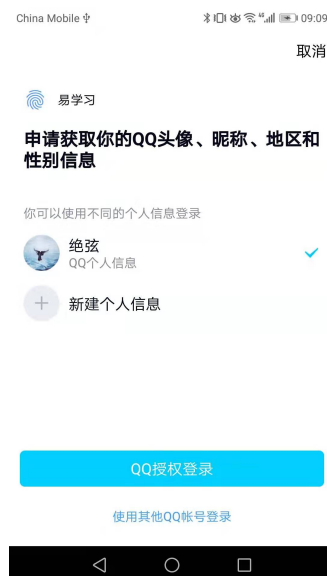 China Mobile 09:09
取消
易学习
申请获取你的QQ头像、昵称、地区和
性别信息
你可以使用不同的个人信息登录
绝弦
QQ个人信息
新建个人信息
QQ授权登录
使用其他QQ帐号登录